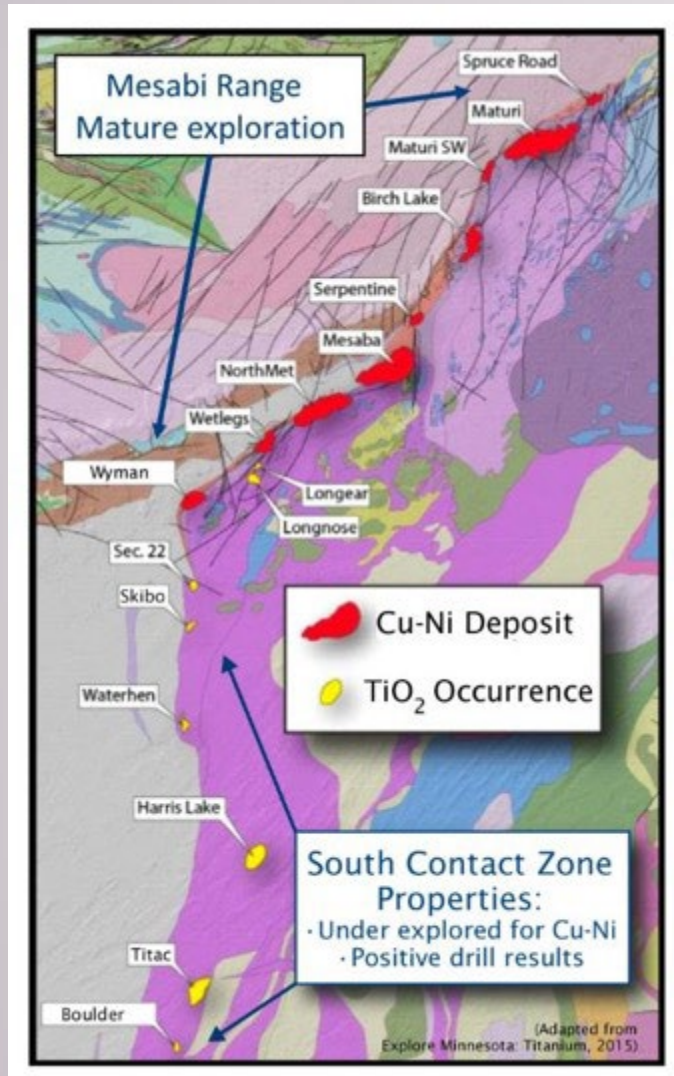 Mesabi Range
Mature exploration
Spruce Road
Maturi
Maturi SW
Birch Lake
Serpentine
Mesaba
NorthMet
Wetlegs
Wyman
Longear
Longnose
Sec. 22
Skibo
Cu-Ni Deposit
TiO₂ Occurrence
Waterhen
Harris Lake
South Contact Zone
Properties:
· Under explored for Cu-Ni
· Positive drill results
Titac
Boulder
(Adapted from
Explore Minnesota: Titanium, 2015)